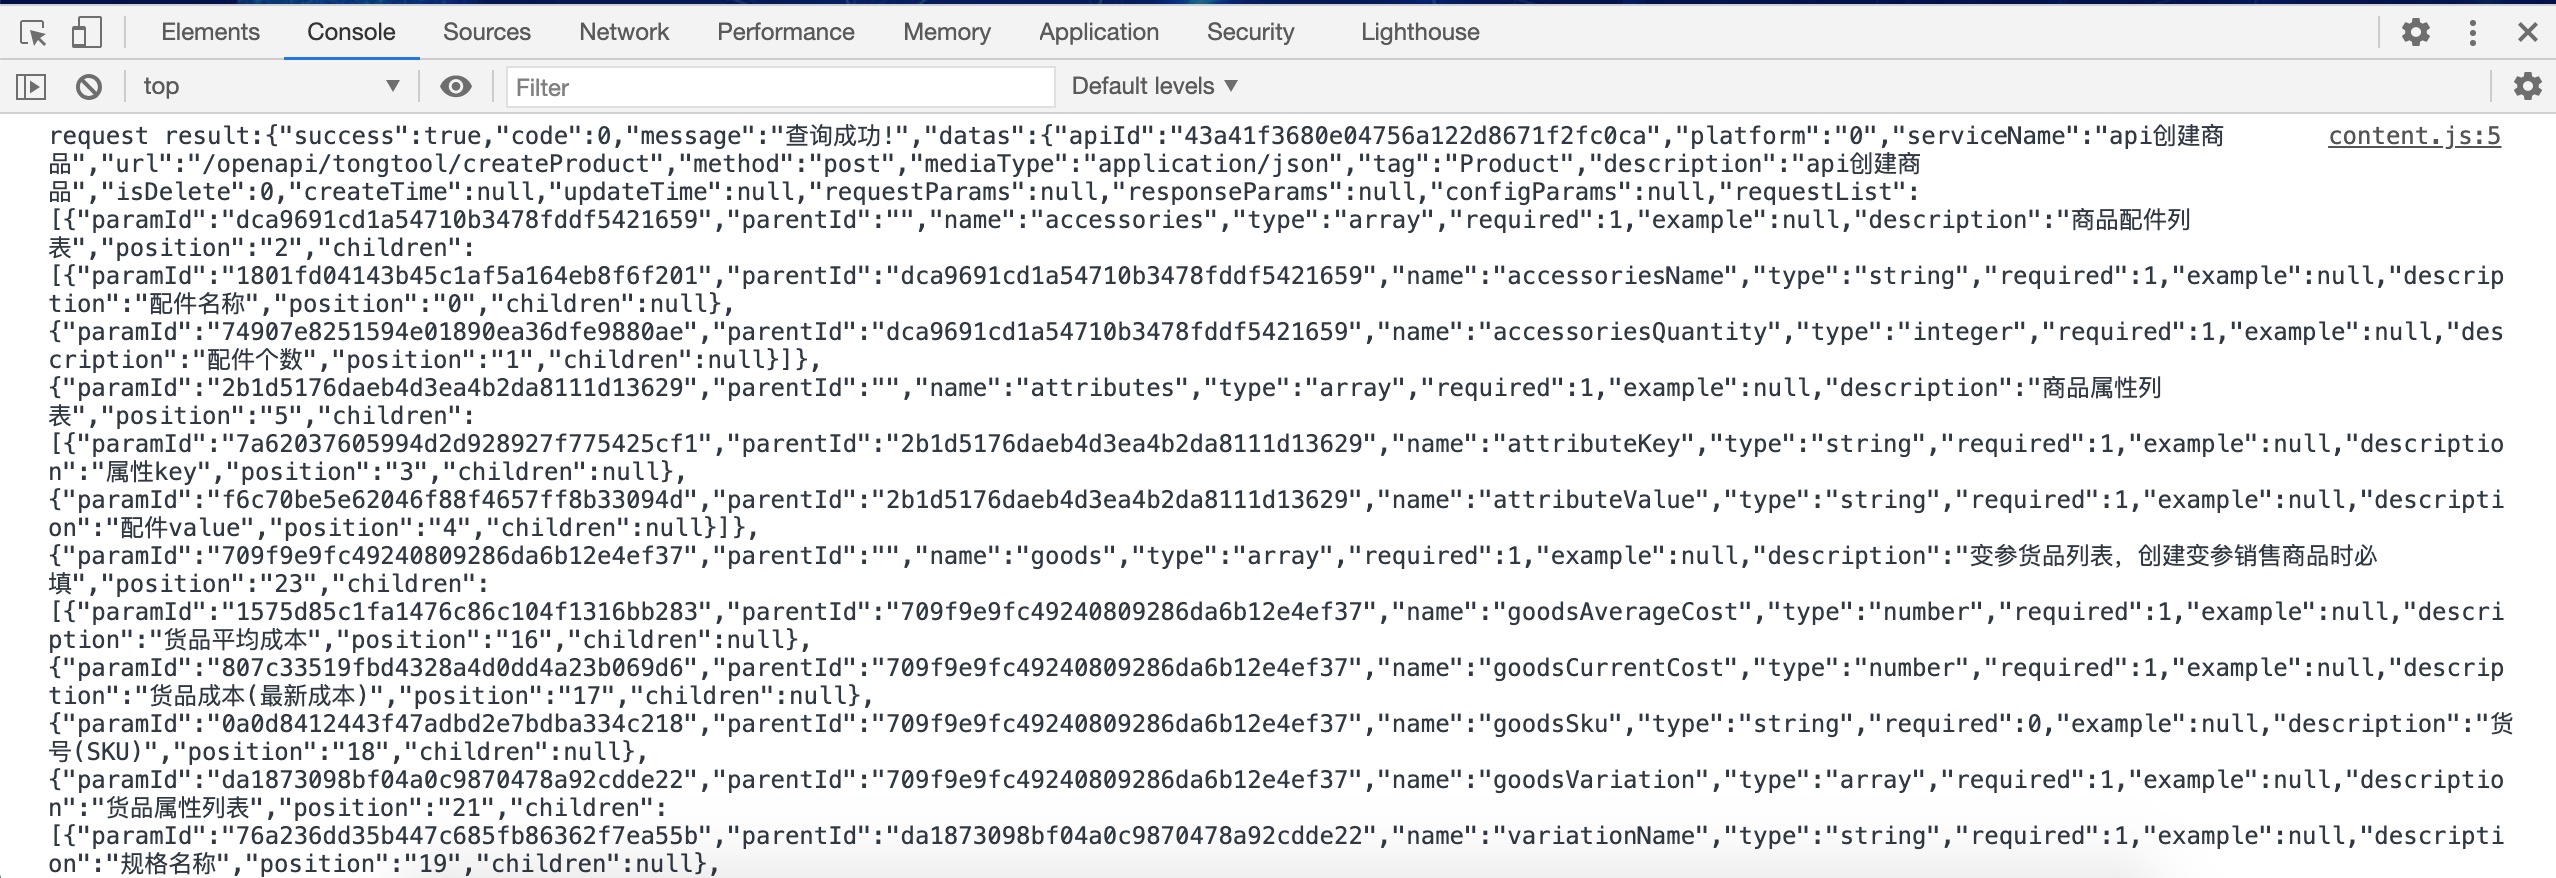 Elements Console Sources Network Performance Memory Application Security Lighthouse
top Filter Default levels
request result:{"success":true,"code":0,"message":"查询成功!","datas":{"apiId":"43a41f3680e04756a122d8671f2fc0ca","platform":"0","serviceName":"api创建商 content.js:5
品","url":"/openapi/tongtool/createProduct","method":"post","mediaType":"application/json","tag":"Product","description":"api创建商
品","isDelete":0,"createTime":null,"updateTime":null,"requestParams":null,"responseParams":null,"configParams":null,"requestList":
[{"paramId":"dca9691cd1a54710b3478fddf5421659","parentId":"","name":"accessories","type":"array","required":1,"example":null,"description":"商品配件列
表","position":"2","children":
[{"paramId":"1801fd04143b45c1af5a164eb8f6f201","parentId":"dca9691cd1a54710b3478fddf5421659","name":"accessoriesName","type":"string","required":1,"example":null,"descrip
tion":"配件名称","position":"0","children":null},
{"paramId":"74907e8251594e01890ea36dfe9880ae","parentId":"dca9691cd1a54710b3478fddf5421659","name":"accessoriesQuantity","type":"integer","required":1,"example":null,"des
cription":"配件个数","position":"1","children":null}]},
{"paramId":"2b1d5176daeb4d3ea4b2da8111d13629","parentId":"","name":"attributes","type":"array","required":1,"example":null,"description":"商品属性列
表","position":"5","children":
[{"paramId":"7a62037605994d2d928927f775425cf1","parentId":"2b1d5176daeb4d3ea4b2da8111d13629","name":"attributeKey","type":"string","required":1,"example":null,"descriptio
n":"属性key","position":"3","children":null},
{"paramId":"f6c70be5e62046f88f4657ff8b33094d","parentId":"2b1d5176daeb4d3ea4b2da8111d13629","name":"attributeValue","type":"string","required":1,"example":null,"descripti
on":"配件value","position":"4","children":null}]},
{"paramId":"709f9e9fc49240809286da6b12e4ef37","parentId":"","name":"goods","type":"array","required":1,"example":null,"description":"变参货品列表，创建变参销售商品时必
填","position":"23","children":
[{"paramId":"1575d85c1fa1476c86c104f1316bb283","parentId":"709f9e9fc49240809286da6b12e4ef37","name":"goodsAverageCost","type":"number","required":1,"example":null,"descri
ption":"货品平均成本","position":"16","children":null},
{"paramId":"807c33519fbd4328a4d0dd4a23b069d6","parentId":"709f9e9fc49240809286da6b12e4ef37","name":"goodsCurrentCost","type":"number","required":1,"example":null,"descrip
tion":"货品成本(最新成本)","position":"17","children":null},
{"paramId":"0a0d8412443f47adbd2e7bdba334c218","parentId":"709f9e9fc49240809286da6b12e4ef37","name":"goodsSku","type":"string","required":0,"example":null,"description":"货
号(SKU)","position":"18","children":null},
{"paramId":"da1873098bf04a0c9870478a92cdde22","parentId":"709f9e9fc49240809286da6b12e4ef37","name":"goodsVariation","type":"array","required":1,"example":null,"descriptio
n":"货品属性列表","position":"21","children":
[{"paramId":"76a236dd35b447c685fb86362f7ea55b","parentId":"da1873098bf04a0c9870478a92cdde22","name":"variationName","type":"string","required":1,"example":null,"descripti
on":"规格名称","position":"19","children":null},